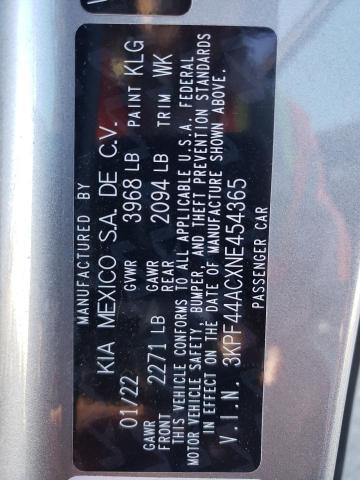 MANUFACTURED BY
KIA MEXICO S.A. DE C.V.
01/22 GVWR 3968 LB PAINT KLG
GAWR FRONT 2271 LB GAWR REAR 2094 LB TRIM WK
THIS VEHICLE CONFORMS TO ALL APPLICABLE U.S.A. FEDERAL
MOTOR VEHICLE SAFETY, BUMPER, AND THEFT PREVENTION STANDARDS
IN EFFECT ON THE DATE OF MANUFACTURE SHOWN ABOVE.
V.I.N. 3KPF44ACXNE454365
PASSENGER CAR